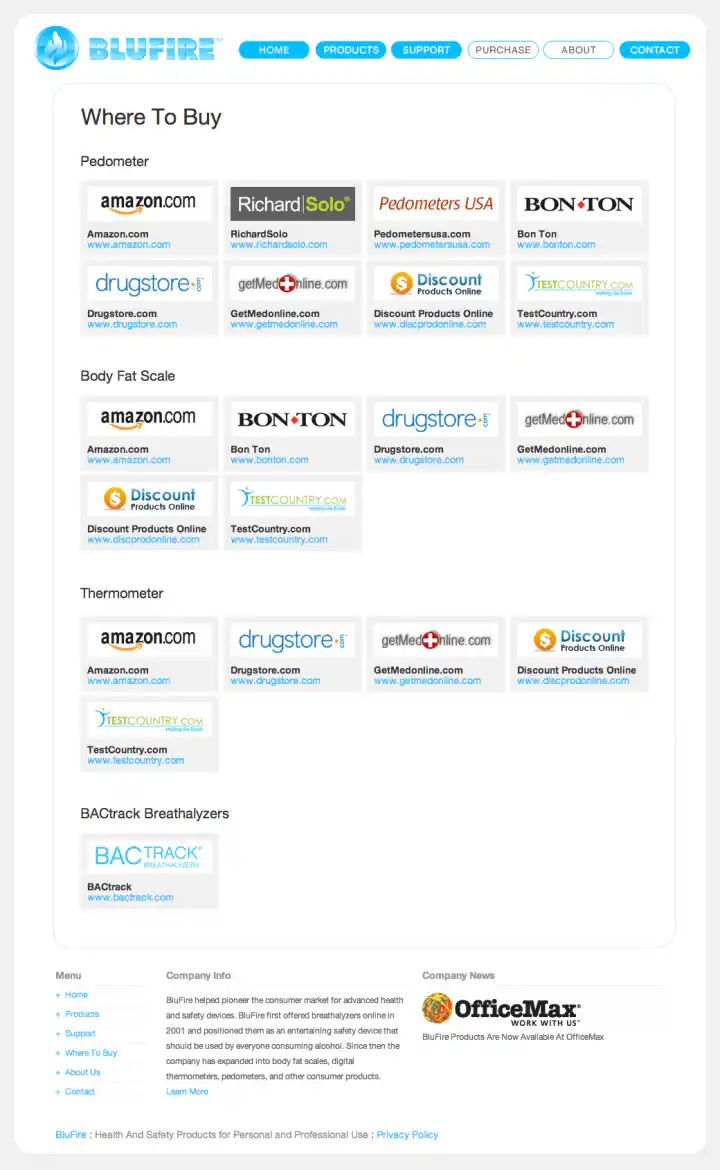 BLUFIRE™ HOME PRODUCTS SUPPORT PURCHASE ABOUT CONTACT
Where To Buy
Pedometer
amazon.com Richard|Solo® Pedometers USA BON•TON
Amazon.com RichardSolo Pedometersusa.com Bon Ton
www.amazon.com www.richardsolo.com www.pedometersusa.com www.bonton.com
drugstore.com getMedOnline.com Discount Products Online TESTCOUNTRY.COM Making Life Easier
Drugstore.com GetMedonline.com Discount Products Online TestCountry.com
www.drugstore.com www.getmedonline.com www.discprodonline.com www.testcountry.com
Body Fat Scale
amazon.com BON•TON drugstore.com getMedOnline.com
Amazon.com Bon Ton Drugstore.com GetMedonline.com
www.amazon.com www.bonton.com www.drugstore.com www.getmedonline.com
Discount Products Online TESTCOUNTRY.COM Making Life Easier
Discount Products Online TestCountry.com
www.discprodonline.com www.testcountry.com
Thermometer
amazon.com drugstore.com getMedOnline.com Discount Products Online
Amazon.com Drugstore.com GetMedonline.com Discount Products Online
www.amazon.com www.drugstore.com www.getmedonline.com www.discprodonline.com
TESTCOUNTRY.COM Making Life Easier
TestCountry.com
www.testcountry.com
BACtrack Breathalyzers
BACTRACK® BREATHALYZERS
BACtrack
www.bactrack.com
Menu
+ Home
+ Products
+ Support
+ Where To Buy
+ About Us
+ Contact
Company Info
BluFire helped pioneer the consumer market for advanced health
and safety devices. BluFire first offered breathalyzers online in
2001 and positioned them as an entertaining safety device that
should be used by everyone consuming alcohol. Since then the
company has expanded into body fat scales, digital
thermometers, pedometers, and other consumer products.
Learn More
Company News
OfficeMax®
WORK WITH US™
BluFire Products Are Now Available At OfficeMax
BluFire : Health And Safety Products for Personal and Professional Use : Privacy Policy